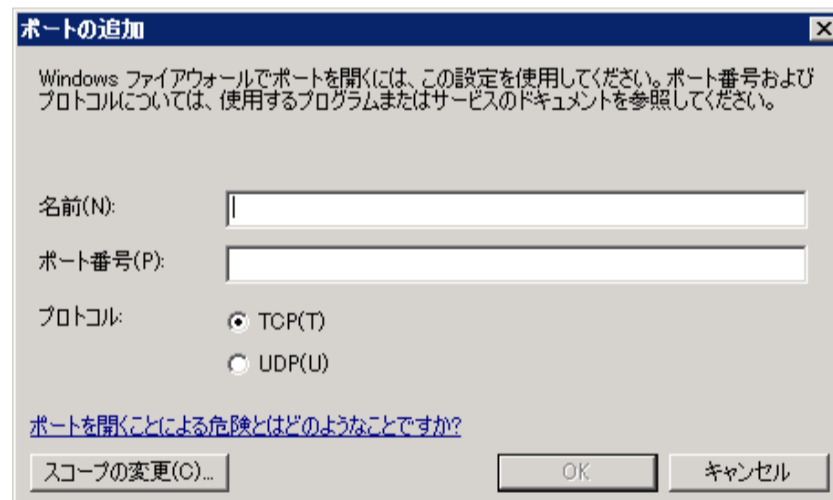 ポートの追加
Windows ファイアウォールでポートを開くには、この設定を使用してください。ポート番号および
プロトコルについては、使用するプログラムまたはサービスのドキュメントを参照してください。
名前(N):
ポート番号(P):
プロトコル:
TCP(T)
UDP(U)
ポートを開くことによる危険とはどのようなことですか?
スコープの変更(C)...
OK
キャンセル